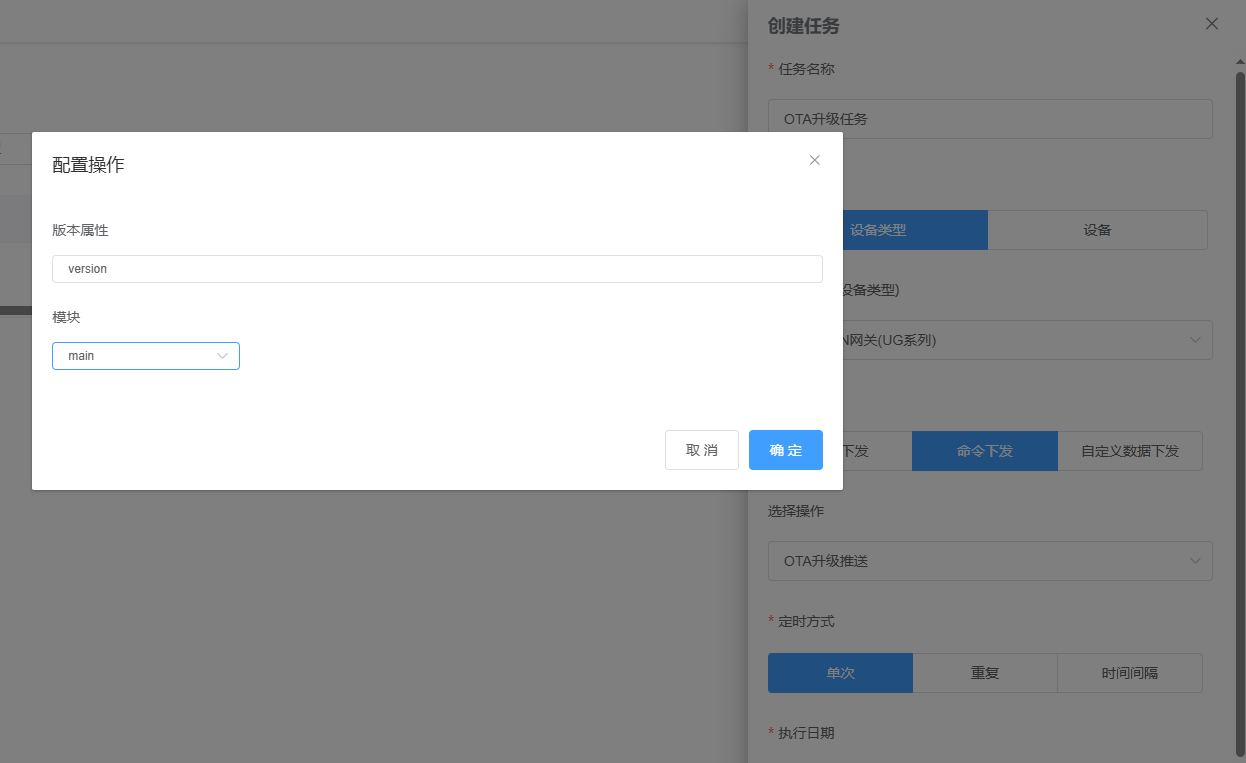 创建任务
* 任务名称
OTA升级任务
配置操作
版本属性
version
模块
main
取 消
确 定
设备类型
设备
设备类型)
N网关(UG系列)
下发
命令下发
自定义数据下发
选择操作
OTA升级推送
* 定时方式
单次
重复
时间间隔
* 执行日期